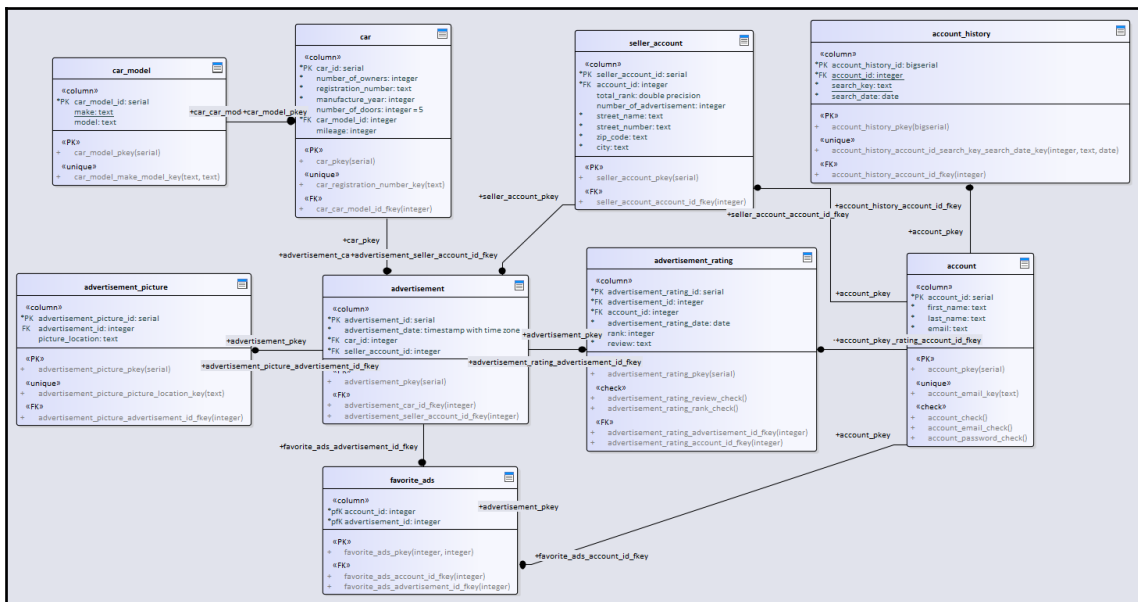 car_model
«column»
*PK car_model_id: serial
* make: text
model: text
«PK»
+ car_model_pkey(serial)
«unique»
+ car_model_make_model_key(text, text)
+car_car_mod
+car_model_pkey
car
«column»
*PK car_id: serial
* number_of_owners: integer
* registration_number: text
* manufacture_year: integer
number_of_doors: integer = 5
*FK car_model_id: integer
mileage: integer
«PK»
+ car_pkey(serial)
«unique»
+ car_registration_number_key(text)
«FK»
+ car_car_model_id_fkey(integer)
seller_account
«column»
*PK seller_account_id: serial
*FK account_id: integer
total_rank: double precision
number_of_advertisement: integer
* street_name: text
* street_number: text
* zip_code: text
* city: text
«PK»
+ seller_account_pkey(serial)
«FK»
+ seller_account_account_id_fkey(integer)
account_history
«column»
*PK account_history_id: bigserial
*FK account_id: integer
* search_key: text
* search_date: date
«PK»
+ account_history_pkey(bigserial)
«unique»
+ account_history_account_id_search_key_search_date_key(integer, text, date)
«FK»
+ account_history_account_id_fkey(integer)
+seller_account_pkey
+account_history_account_id_fkey
+seller_account_account_id_fkey
+account_pkey
+car_pkey
+advertisement_ca
+advertisement_seller_account_id_fkey
advertisement_picture
«column»
*PK advertisement_picture_id: serial
FK advertisement_id: integer
picture_location: text
«PK»
+ advertisement_picture_pkey(serial)
«unique»
+ advertisement_picture_picture_location_key(text)
«FK»
+ advertisement_picture_advertisement_id_fkey(integer)
+advertisement_pkey
+advertisement_picture_advertisement_id_fkey
advertisement
«column»
*PK advertisement_id: serial
* advertisement_date: timestamp with time zone
*FK car_id: integer
*FK seller_account_id: integer
+ advertisement_pkey(serial)
«FK»
+ advertisement_car_id_fkey(integer)
+ advertisement_seller_account_id_fkey(integer)
+advertisement_pkey
+advertisement_rating_advertisement_id_fkey
advertisement_rating
«column»
*PK advertisement_rating_id: serial
*FK advertisement_id: integer
*FK account_id: integer
* advertisement_rating_date: date
rank: integer
* review: text
«PK»
+ advertisement_rating_pkey(serial)
«check»
+ advertisement_rating_review_check()
+ advertisement_rating_rank_check()
«FK»
+ advertisement_rating_advertisement_id_fkey(integer)
+ advertisement_rating_account_id_fkey(integer)
+account_pkey
_rating_account_id_fkey
account
«column»
*PK account_id: serial
* first_name: text
* last_name: text
* email: text
«PK»
+ account_pkey(serial)
«unique»
+ account_email_key(text)
«check»
+ account_check()
+ account_email_check()
+ account_password_check()
+account_pkey
+account_pkey
+favorite_ads_advertisement_id_fkey
favorite_ads
«column»
*pfK account_id: integer
*pfK advertisement_id: integer
«PK»
+ favorite_ads_pkey(integer, integer)
«FK»
+ favorite_ads_account_id_fkey(integer)
+ favorite_ads_advertisement_id_fkey(integer)
+advertisement_pkey
+favorite_ads_account_id_fkey